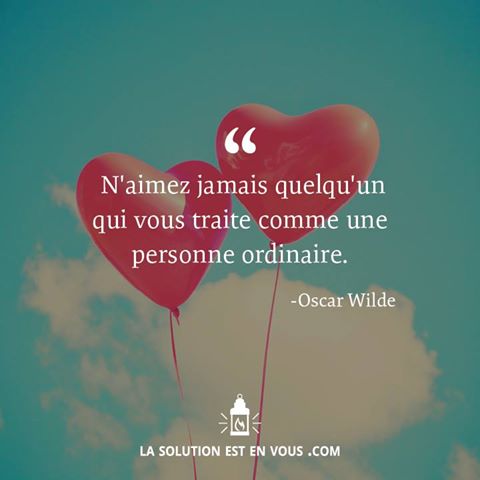 “
N'aimez jamais quelqu'un
qui vous traite comme une
personne ordinaire.
-Oscar Wilde
LA SOLUTION EST EN VOUS .COM